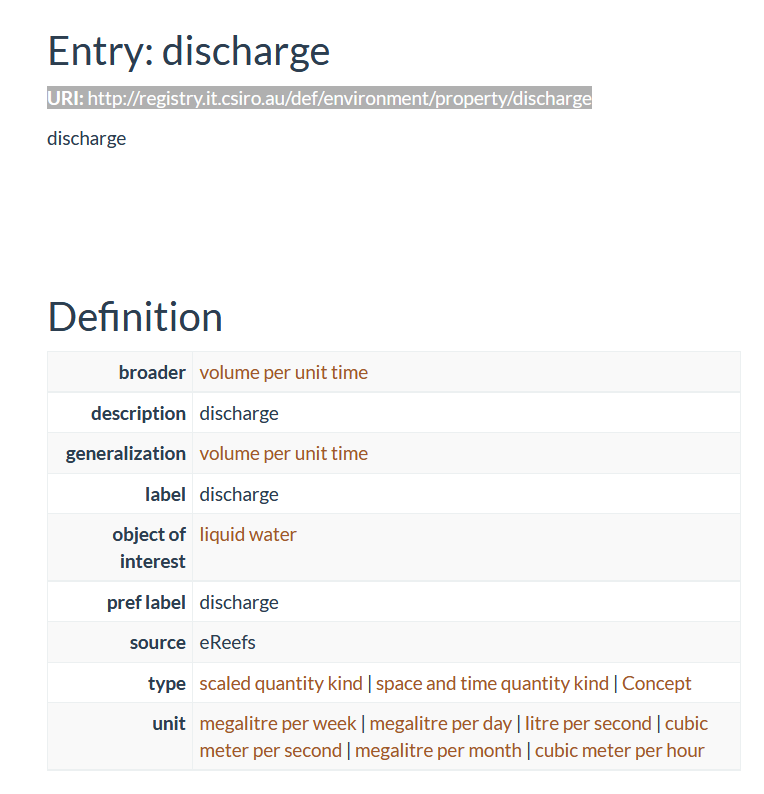 Entry: discharge
URI: http://registry.it.csiro.au/def/environment/property/discharge
discharge
Definition
broader volume per unit time
description discharge
generalization volume per unit time
label discharge
object of interest liquid water
pref label discharge
source eReefs
type scaled quantity kind | space and time quantity kind | Concept
unit megalitre per week | megalitre per day | litre per second | cubic
meter per second | megalitre per month | cubic meter per hour